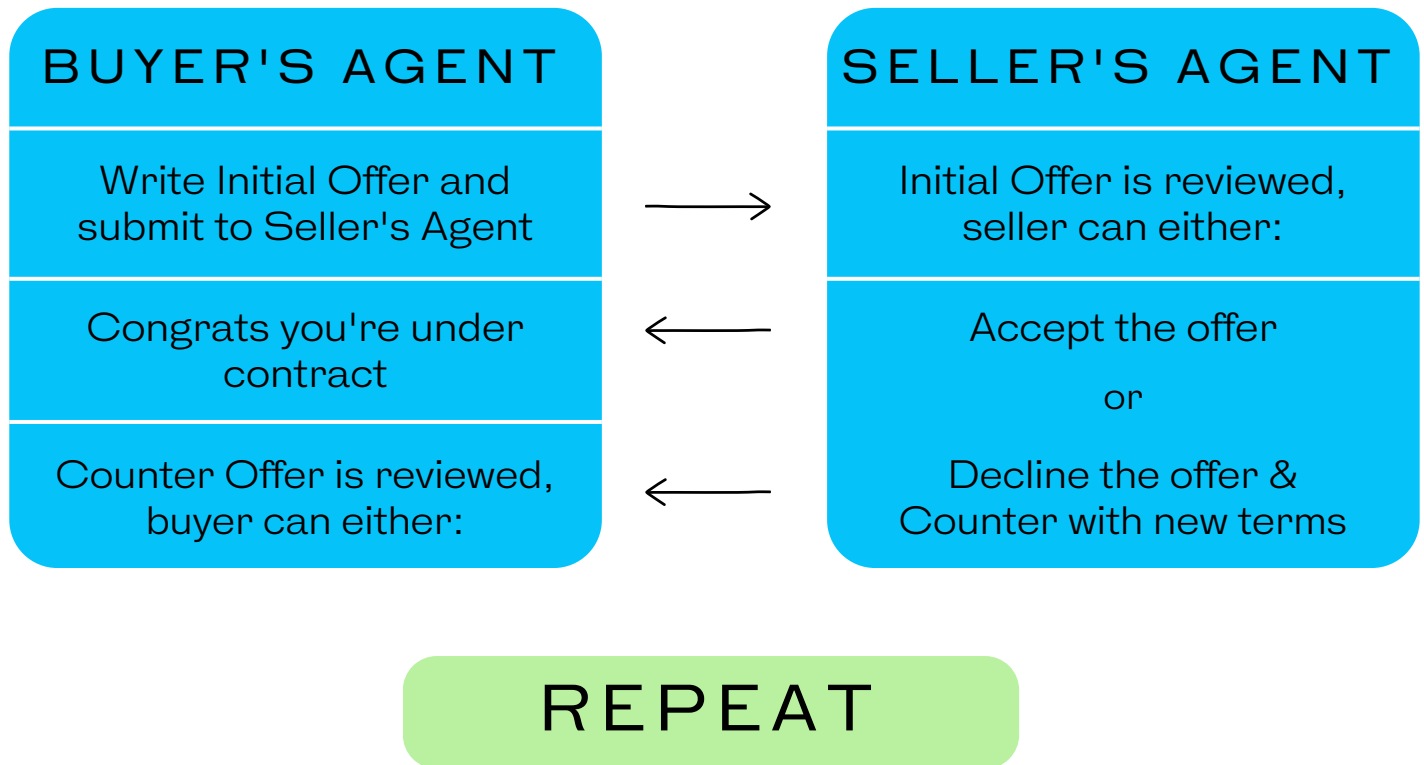 BUYER'S AGENT
Write Initial Offer and
submit to Seller's Agent
Congrats you're under
contract
Counter Offer is reviewed,
buyer can either:
SELLER'S AGENT
Initial Offer is reviewed,
seller can either:
Accept the offer
or
Decline the offer &
Counter with new terms
REPEAT